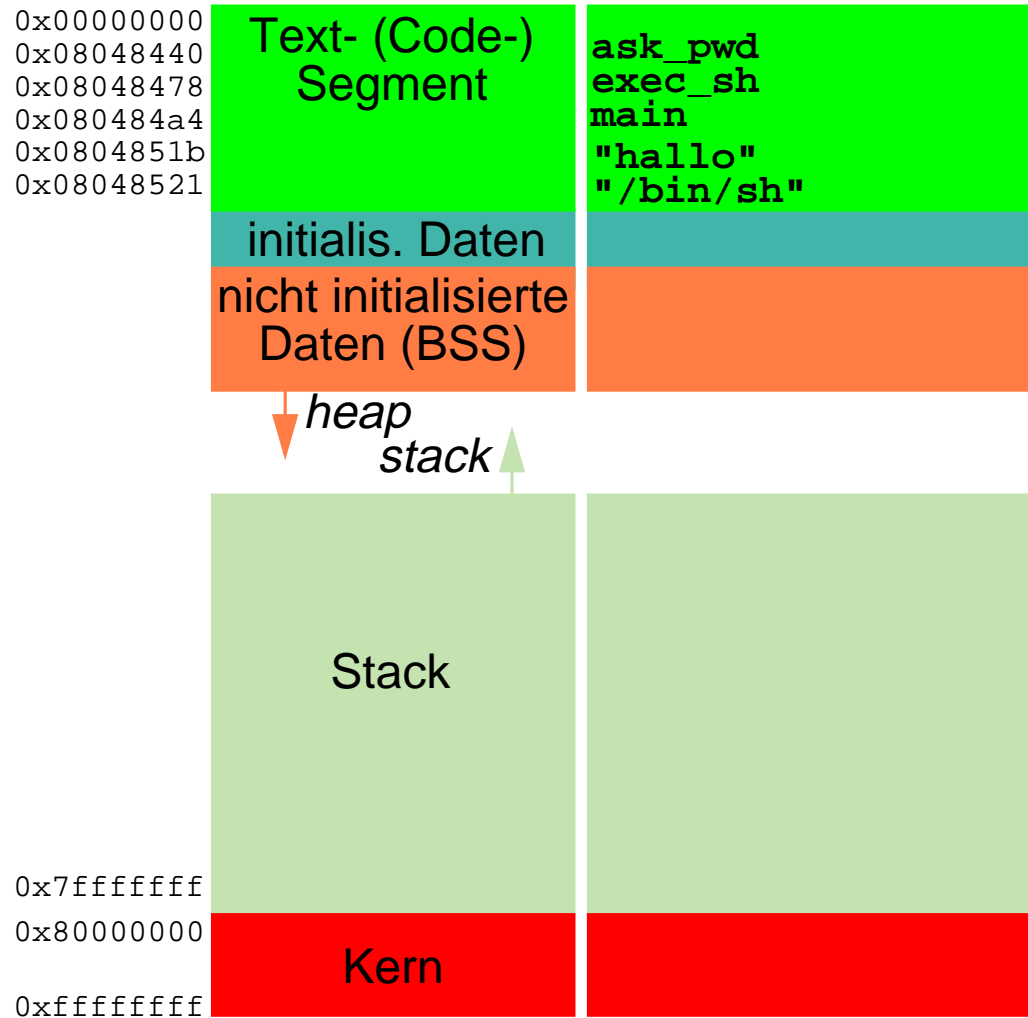 0x00000000
0x08048440
0x08048478
0x080484a4
0x0804851b
0x08048521
Text- (Code-)
Segment
ask_pwd
exec_sh
main
"hallo"
"/bin/sh"
initialis. Daten
nicht initialisierte
Daten (BSS)
heap
stack
Stack
0x7fffffff
0x80000000
Kern
0xffffffff